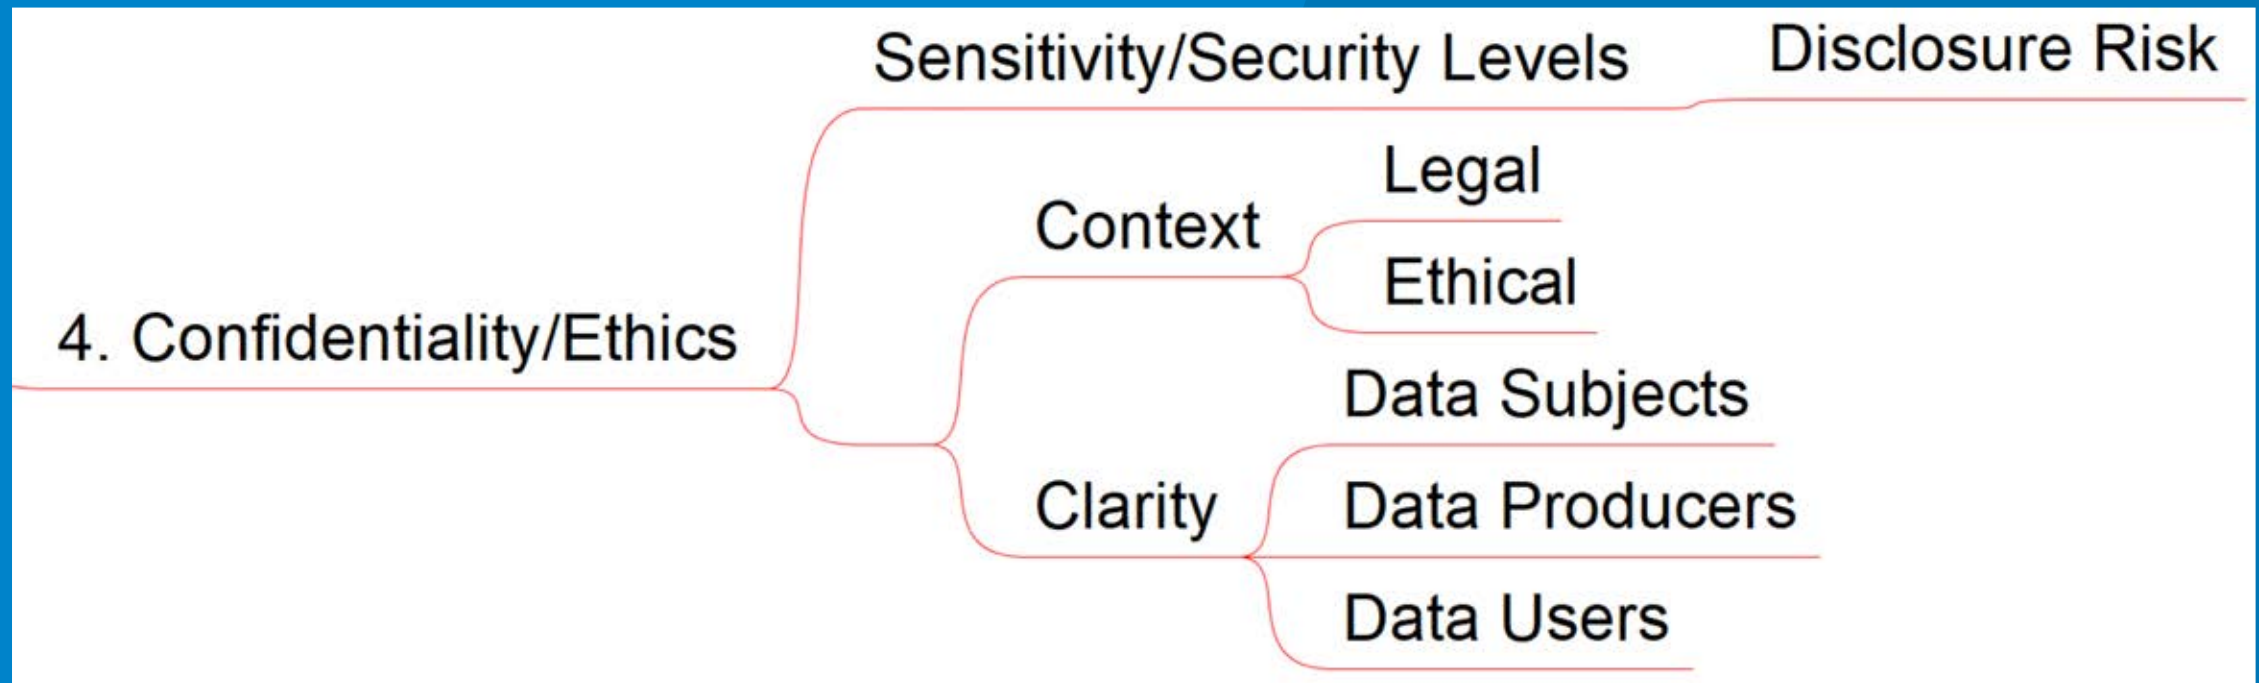 Sensitivity/Security Levels
Disclosure Risk
Context
Legal
Ethical
4. Confidentiality/Ethics
Clarity
Data Subjects
Data Producers
Data Users